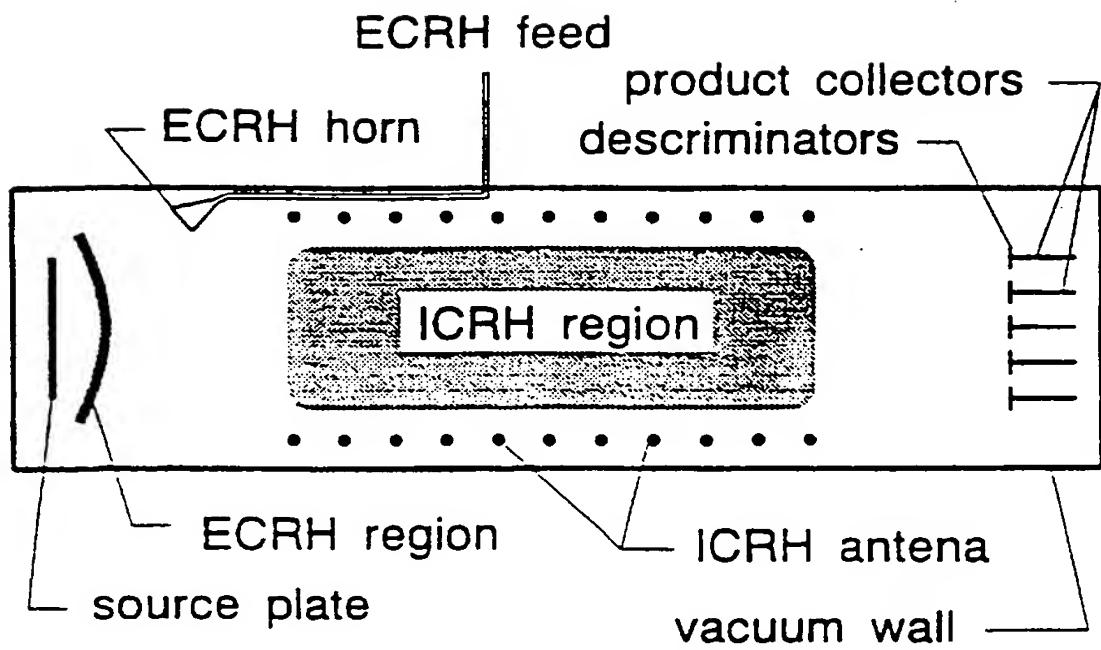 ECRH feed
product collectors
ECRH horn
descriminators
ICRH region
ECRH region
ICRH antena
source plate
vacuum wall